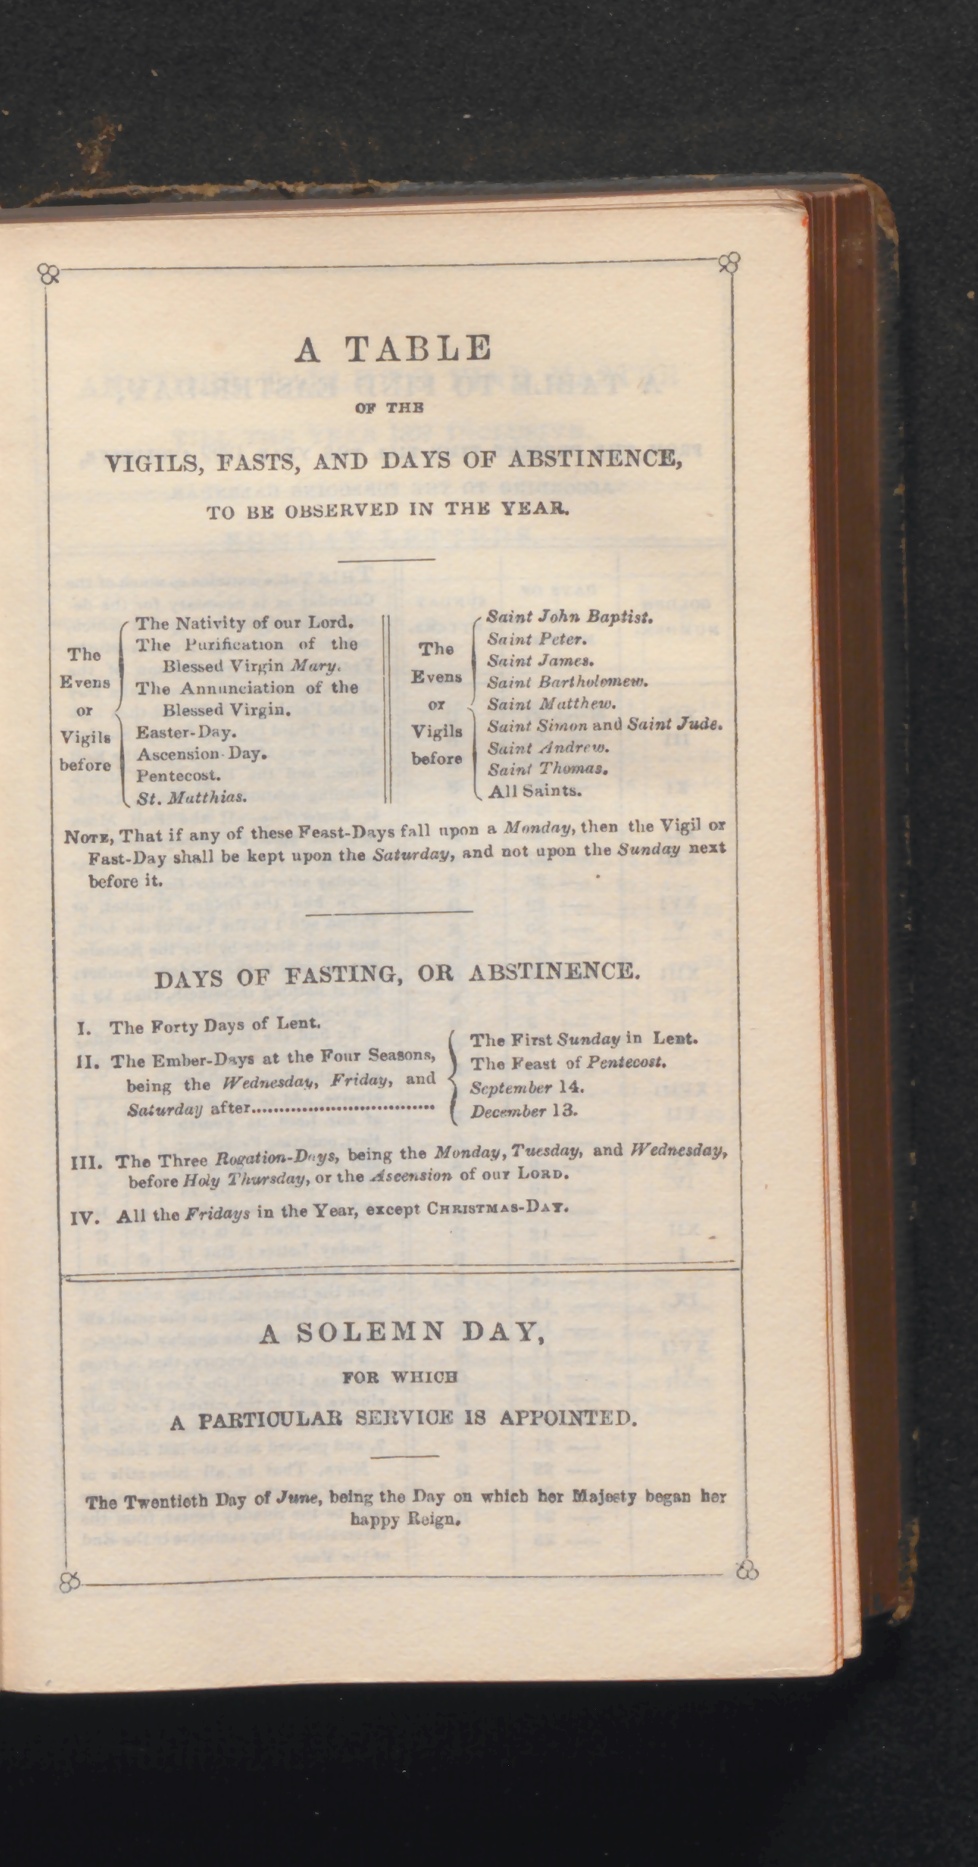 A TABLE
OF THE
VIGILS, FASTS, AND DAYS OF ABSTINENCE,
TO BE OBSERVED IN THE YEAR.
The
Evens
or
Vigils
before
The Nativity of our Lord.
The Purification of the
Blessed Virgin Mary.
The Annunciation of the
Blessed Virgin.
Easter-Day.
Ascension-Day.
Pentecost.
St. Matthias.
The
Evens
or
Vigils
before
Saint John Baptist.
Saint Peter.
Saint James.
Saint Bartholomew.
Saint Matthew.
Saint Simon and Saint Jude.
Saint Andrew.
Saint Thomas.
All Saints.
NOTE, That if any of these Feast-Days fall upon a Monday, then the Vigil or
Fast-Day shall be kept upon the Saturday, and not upon the Sunday next
before it.
DAYS OF FASTING, OR ABSTINENCE.
I. The Forty Days of Lent.
II. The Ember-Days at the Four Seasons,
being the Wednesday, Friday, and
Saturday after.................................
The First Sunday in Lent.
The Feast of Pentecost.
September 14.
December 13.
III. The Three Rogation-Days, being the Monday, Tuesday, and Wednesday,
before Holy Thursday, or the Ascension of our LORD.
IV. All the Fridays in the Year, except CHRISTMAS-DAY.
A SOLEMN DAY,
FOR WHICH
A PARTICULAR SERVICE IS APPOINTED.
The Twentieth Day of June, being the Day on which her Majesty began her
happy Reign.